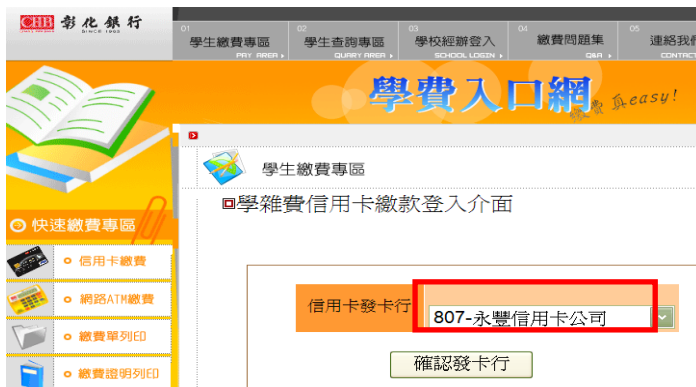 CHB 彰化銀行
SINCE 1905
01 學生繳費專區 PAY AREA
02 學生查詢專區 QUARY AREA
03 學校經辦登入 SCHOOL LOGIN
04 繳費問題集 Q&A
05 連絡我們 CONTACT
學費入口網
繳費真easy!
學生繳費專區
學雜費信用卡繳款登入介面
快速繳費專區
信用卡繳費
網路ATM繳費
繳費單列印
繳費證明列印
信用卡發卡行
807-永豐信用卡公司
確認發卡行